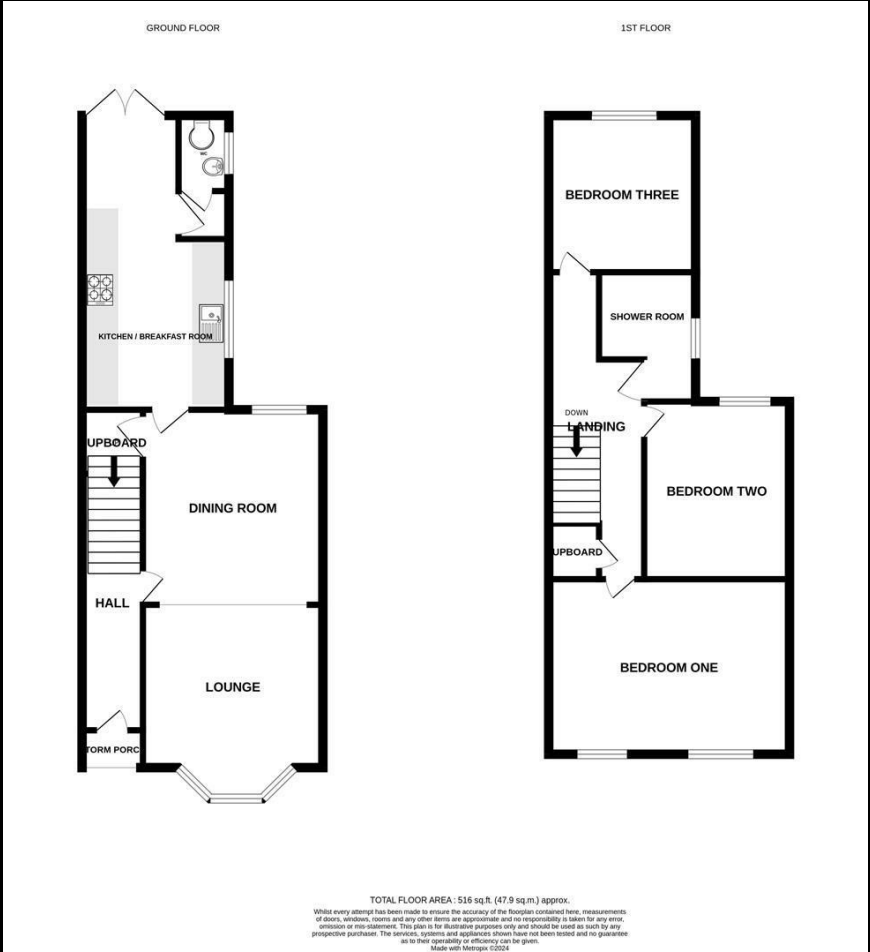 GROUND FLOOR
WC
KITCHEN / BREAKFAST ROOM
UPBOARD
DINING ROOM
HALL
LOUNGE
TORM PORC
1ST FLOOR
BEDROOM THREE
SHOWER ROOM
DOWN
LANDING
BEDROOM TWO
UPBOARD
BEDROOM ONE
TOTAL FLOOR AREA : 516 sq.ft. (47.9 sq.m.) approx.
Whilst every attempt has been made to ensure the accuracy of the floorplan contained here, measurements
of doors, windows, rooms and any other items are approximate and no responsibility is taken for any error,
omission or mis-statement. This plan is for illustrative purposes only and should be used as such by any
prospective purchaser. The services, systems and appliances shown have not been tested and no guarantee
as to their operability or efficiency can be given.
Made with Metropix ©2024